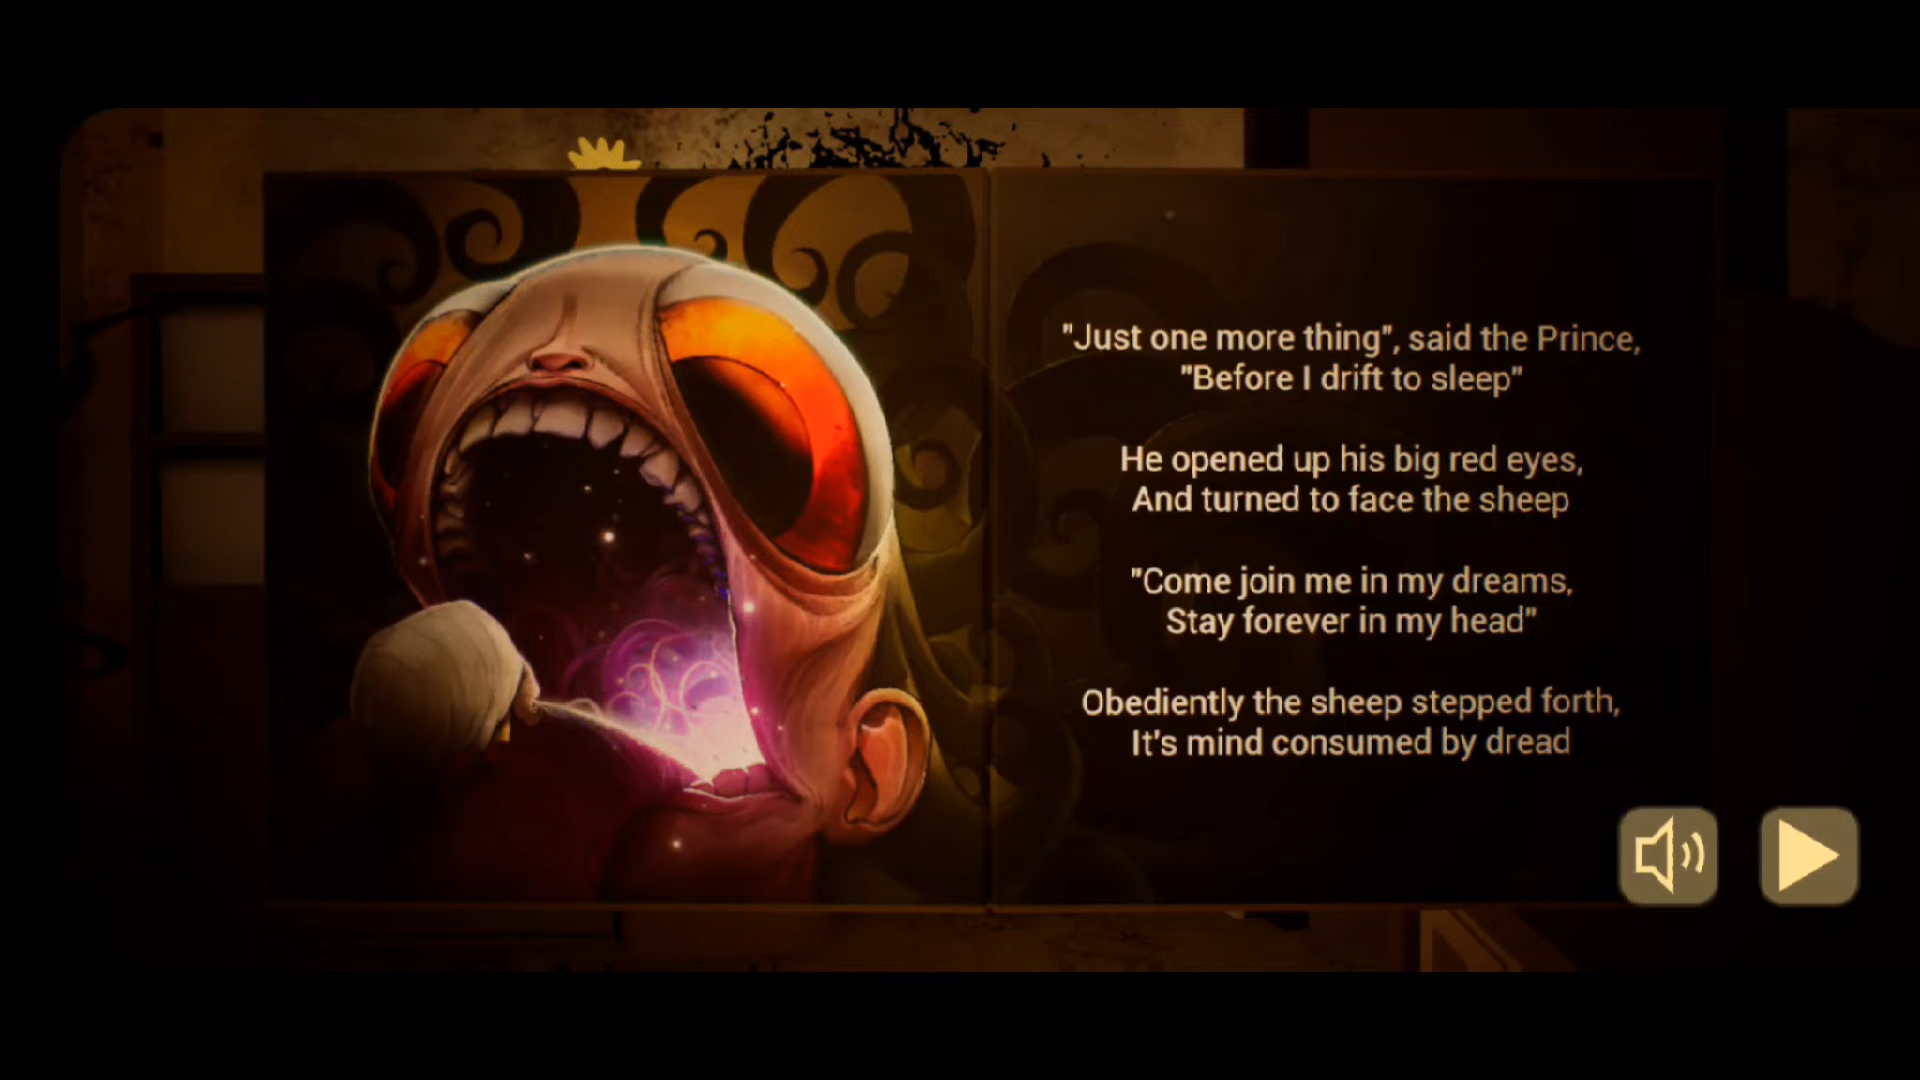 "Just one more thing", said the Prince,
"Before I drift to sleep"
He opened up his big red eyes,
And turned to face the sheep
"Come join me in my dreams,
Stay forever in my head"
Obediently the sheep stepped forth,
It's mind consumed by dread